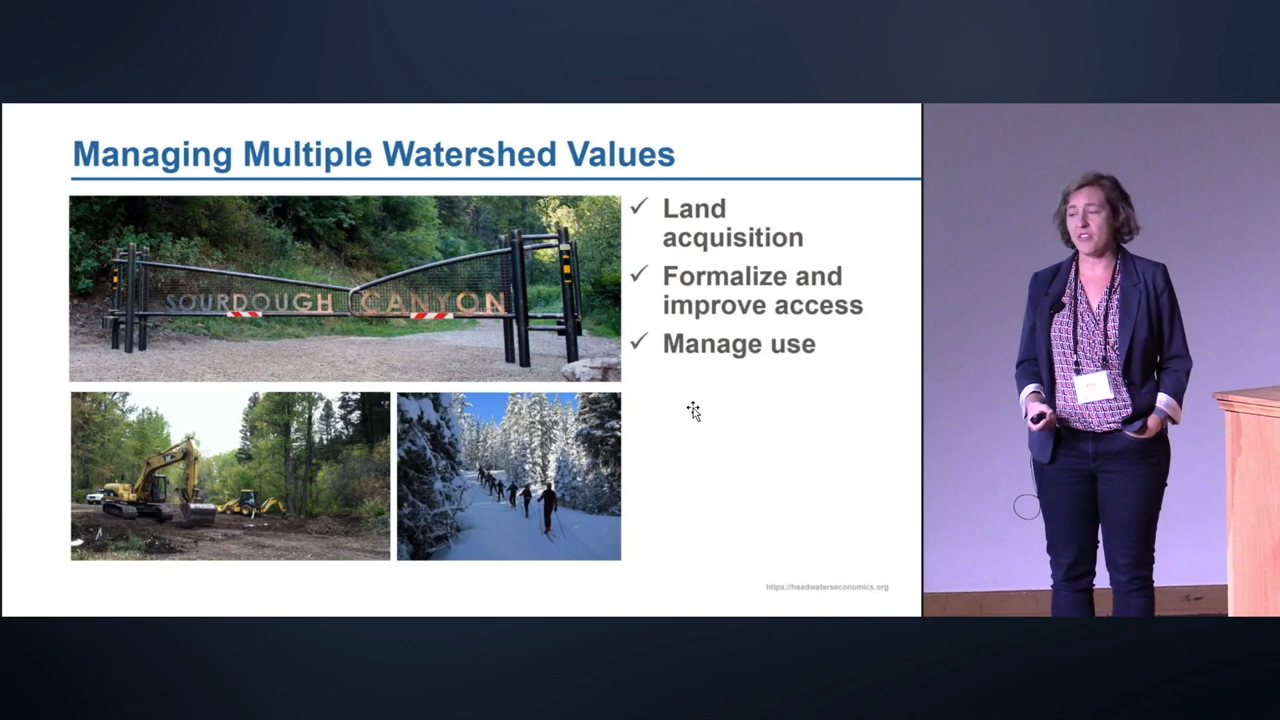 Managing Multiple Watershed Values
SOURDOUGH CANYON
✓ Land
acquisition
✓ Formalize and
improve access
✓ Manage use
https://headwaterseconomics.org